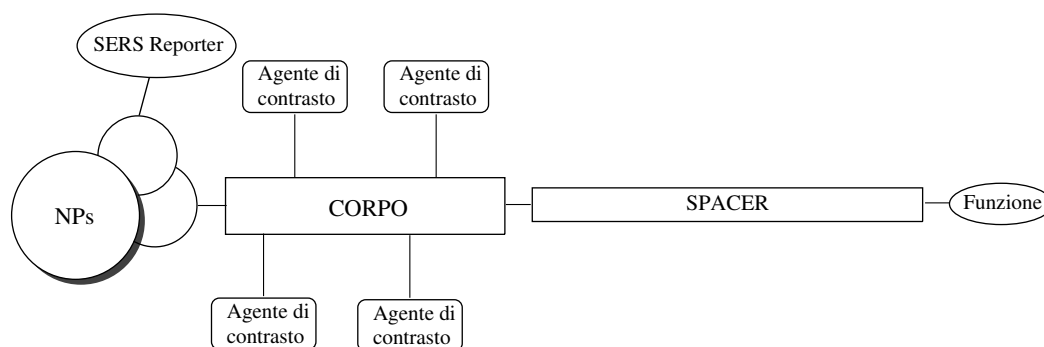 SERS Reporter
Agente di
contrasto
Agente di
contrasto
NPs
CORPO
SPACER
Funzione
Agente di
contrasto
Agente di
contrasto